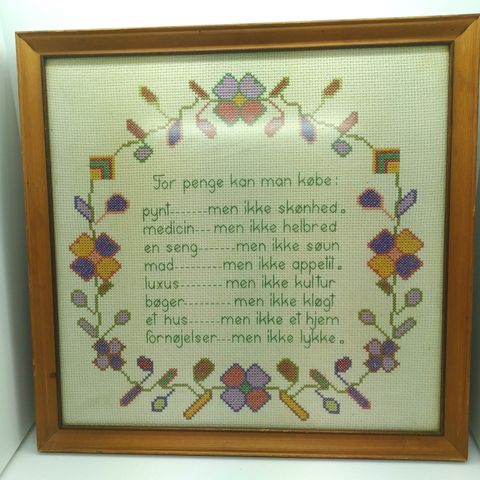 For penge kan man købe:
pynt-------men ikke skønhed.
medicin---men ikke helbred
en seng------men ikke søvn
mad-------men ikke appetit.
luxus-------men ikke kultur
bøger-------men ikke kløgt
et hus------men ikke et hjem
fornøjelser---men ikke lykke.